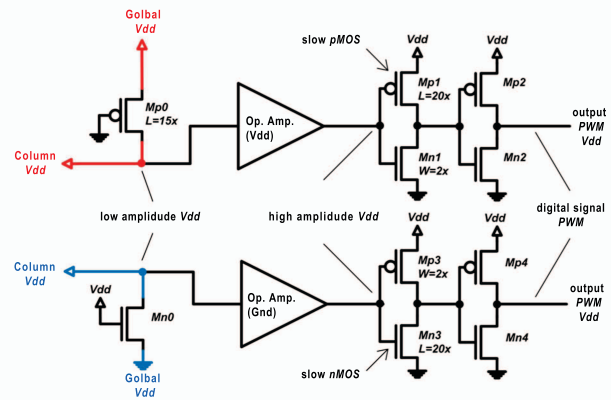 Golbal
Vdd
slow pMOS
Vdd
Vdd
Mp0
L=15x
Op. Amp.
(Vdd)
Mp1
L=20x
Mp2
output
PWM
Vdd
Column
Vdd
Mn1
W=2x
Mn2
low amplidude Vdd
high amplidude Vdd
digital signal
PWM
Vdd
Vdd
Column
Vdd
Mp3
W=2x
Mp4
Vdd
Mn0
Op. Amp.
(Gnd)
output
PWM
Vdd
Mn3
L=20x
Mn4
Golbal
Vdd
slow nMOS